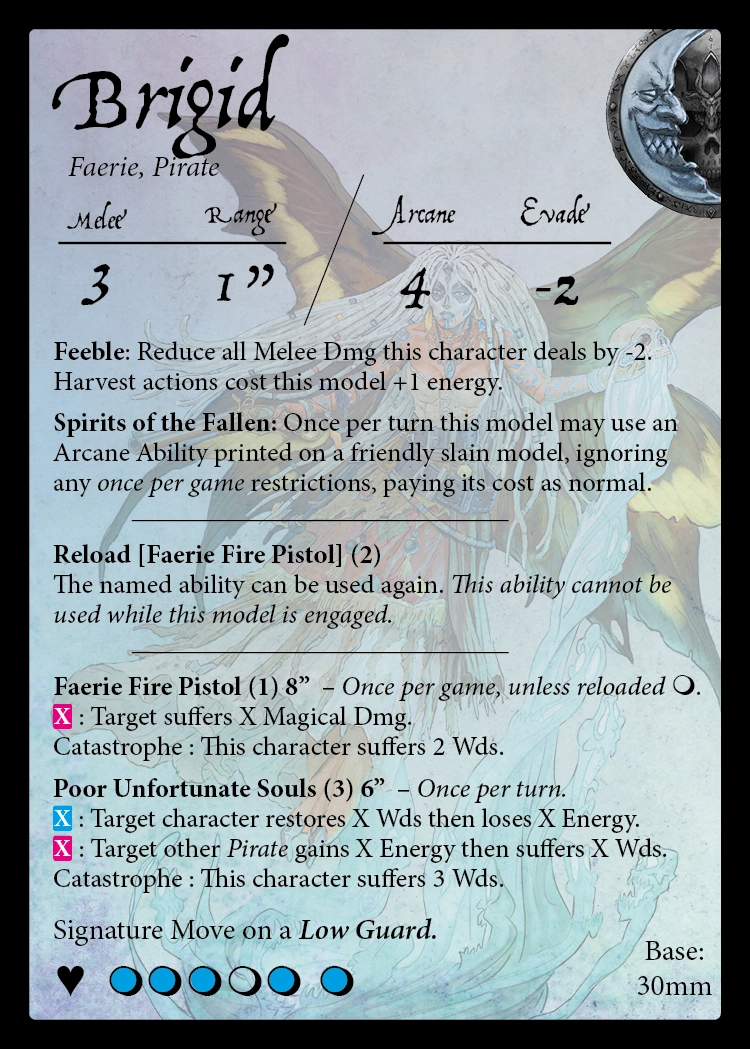 Brigid
Faerie, Pirate
Melee Range Arcane Evade
3 1” 4 -2
Feeble: Reduce all Melee Dmg this character deals by -2.
Harvest actions cost this model +1 energy.
Spirits of the Fallen: Once per turn this model may use an
Arcane Ability printed on a friendly slain model, ignoring
any once per game restrictions, paying its cost as normal.
Reload [Faerie Fire Pistol] (2)
The named ability can be used again. This ability cannot be
used while this model is engaged.
Faerie Fire Pistol (1) 8” – Once per game, unless reloaded ❍.
X : Target suffers X Magical Dmg.
Catastrophe : This character suffers 2 Wds.
Poor Unfortunate Souls (3) 6” – Once per turn.
X : Target character restores X Wds then loses X Energy.
X : Target other Pirate gains X Energy then suffers X Wds.
Catastrophe : This character suffers 3 Wds.
Signature Move on a Low Guard.
Base:
30mm